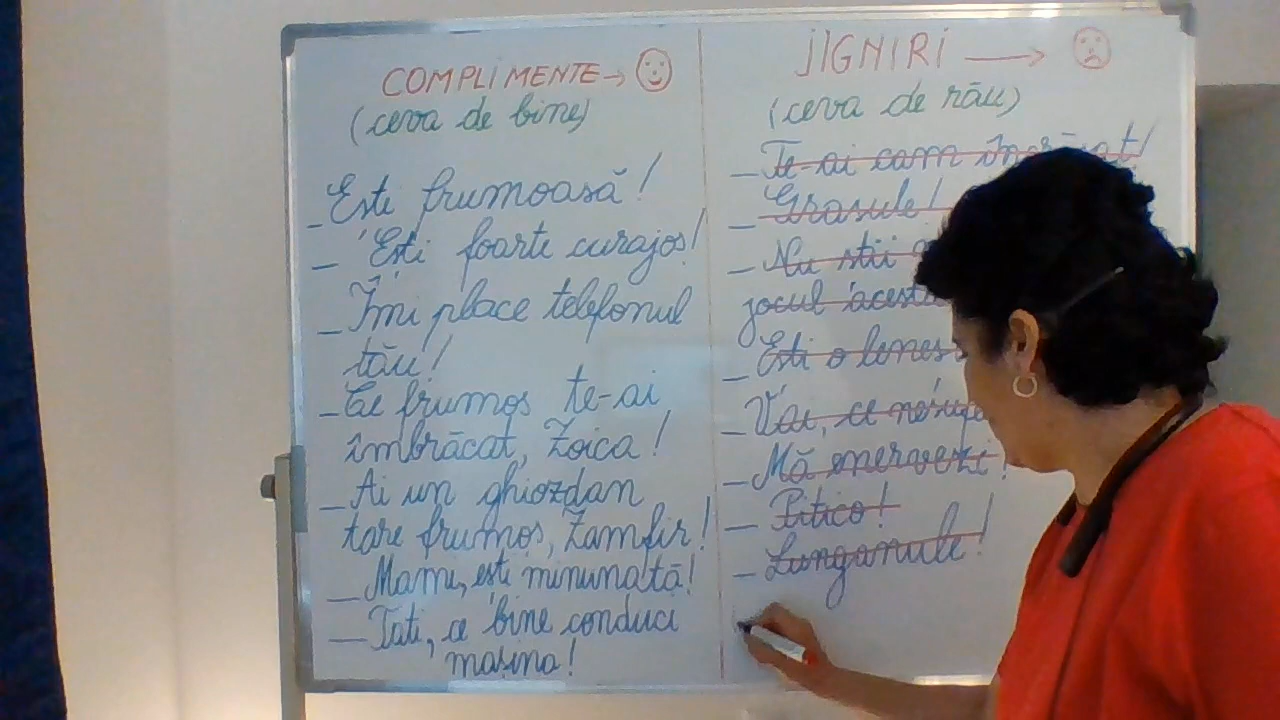 COMPLIMENTE →
(ceva de bine)
_ Ești frumoasă!
_ Ești foarte curajos!
_ Îmi place telefonul
tău!
_ Ce frumos te-ai
îmbrăcat, Zoica!
_ Ai un ghiozdan
tare frumos, Zamfir!
_ Mami, ești minunată!
_ Tati, ce bine conduci
mașina!
JIGNIRI →
(ceva de rău)
_ Te-ai cam
_ Grasule!
_ Nu știi
jocul acesta
_ Ești o
_ Vai, ce
_ Mă enervezi!
_ Pitico!
_ Lunganule!